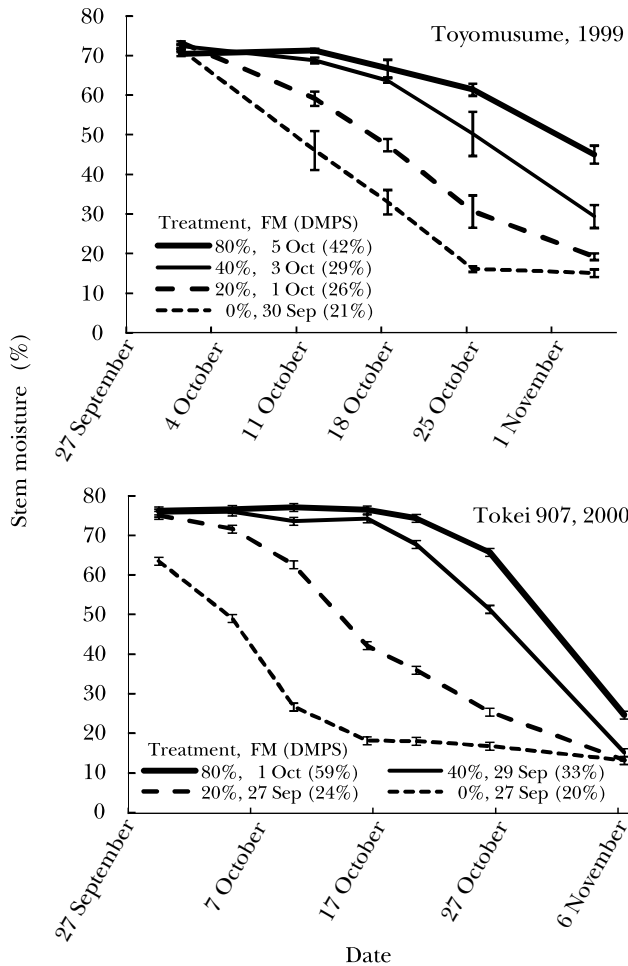 Stem moisture (%)
Toyomusume, 1999
80
70
60
50
40
30
20
10
0
Treatment, FM (DMPS)
80%, 5 Oct (42%)
40%, 3 Oct (29%)
20%, 1 Oct (26%)
0%, 30 Sep (21%)
27 September
4 October
11 October
18 October
25 October
1 November
Tokei 907, 2000
80
70
60
50
40
30
20
10
0
Treatment, FM (DMPS)
80%, 1 Oct (59%)
40%, 29 Sep (33%)
20%, 27 Sep (24%)
0%, 27 Sep (20%)
27 September
7 October
17 October
27 October
6 November
Date